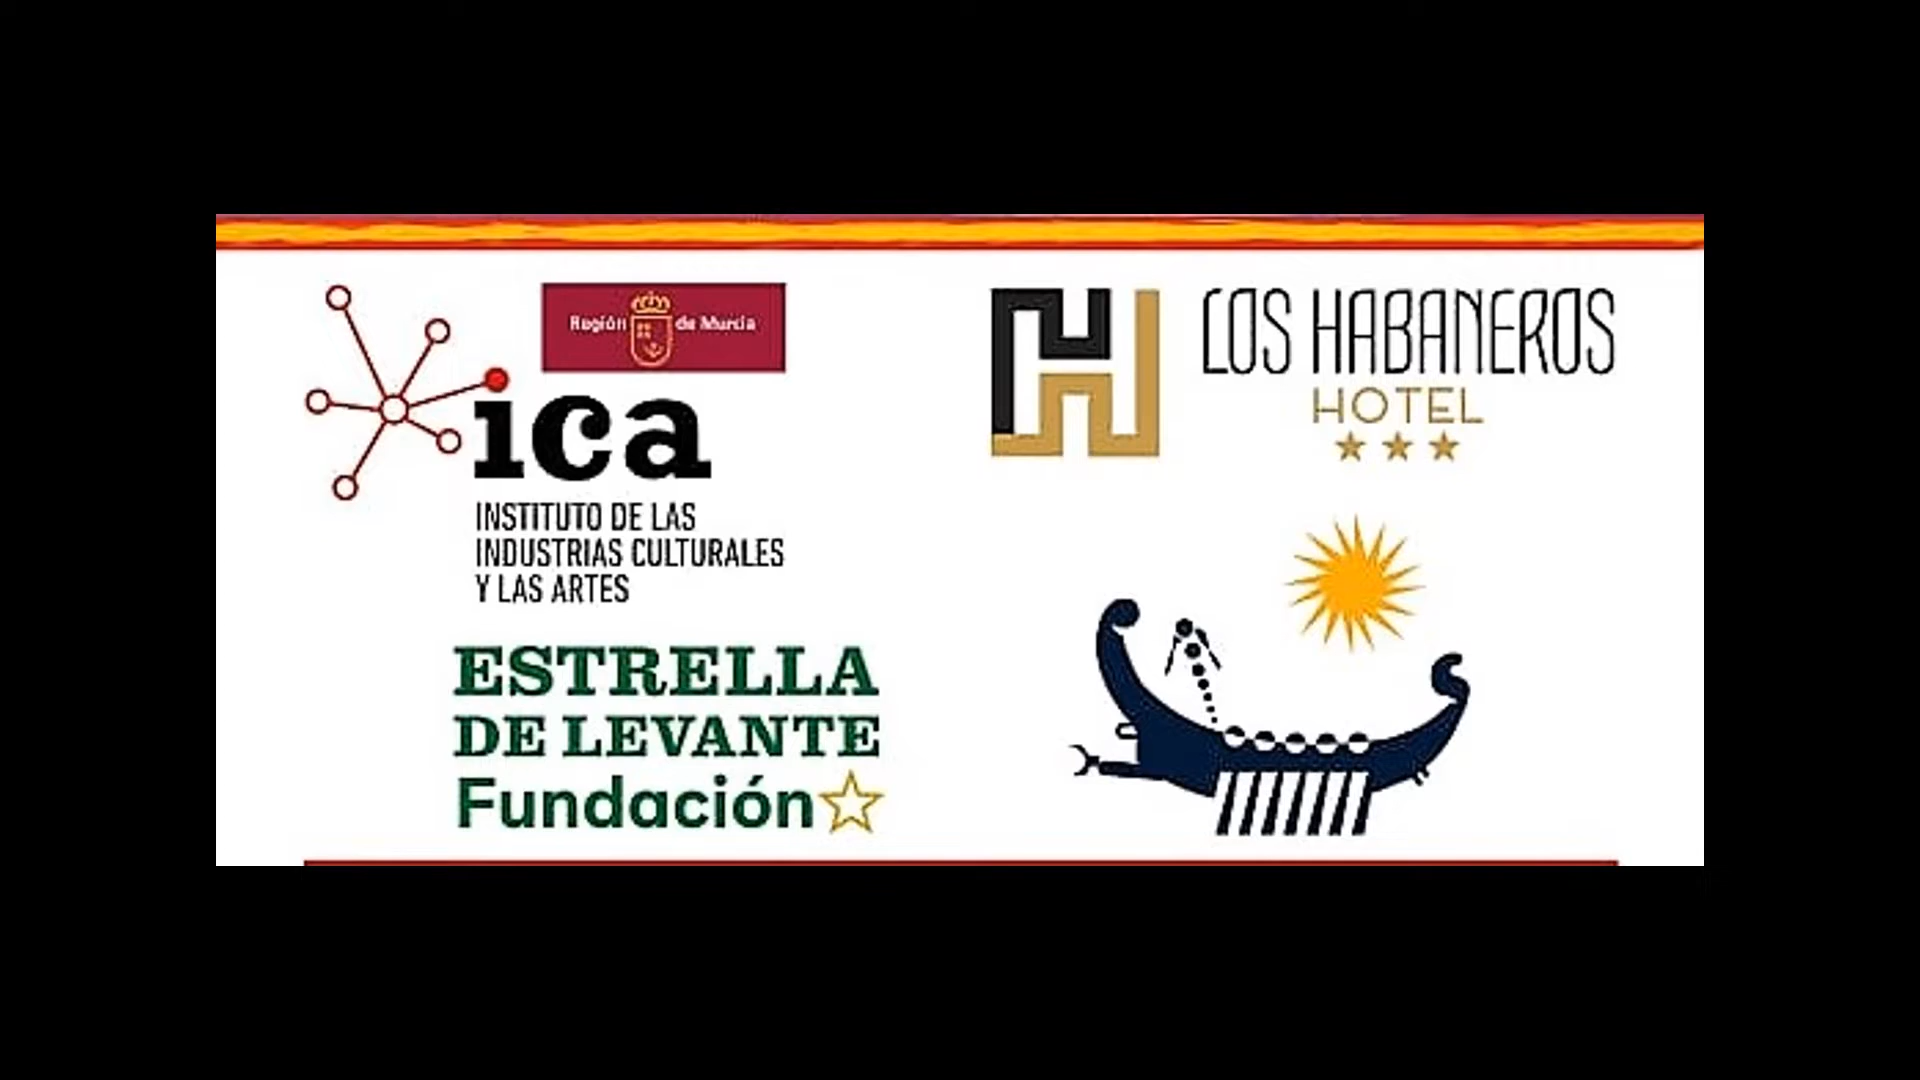 Región de Murcia
ica
INSTITUTO DE LAS
INDUSTRIAS CULTURALES
Y LAS ARTES
LOS HABANEROS
HOTEL
ESTRELLA
DE LEVANTE
Fundación